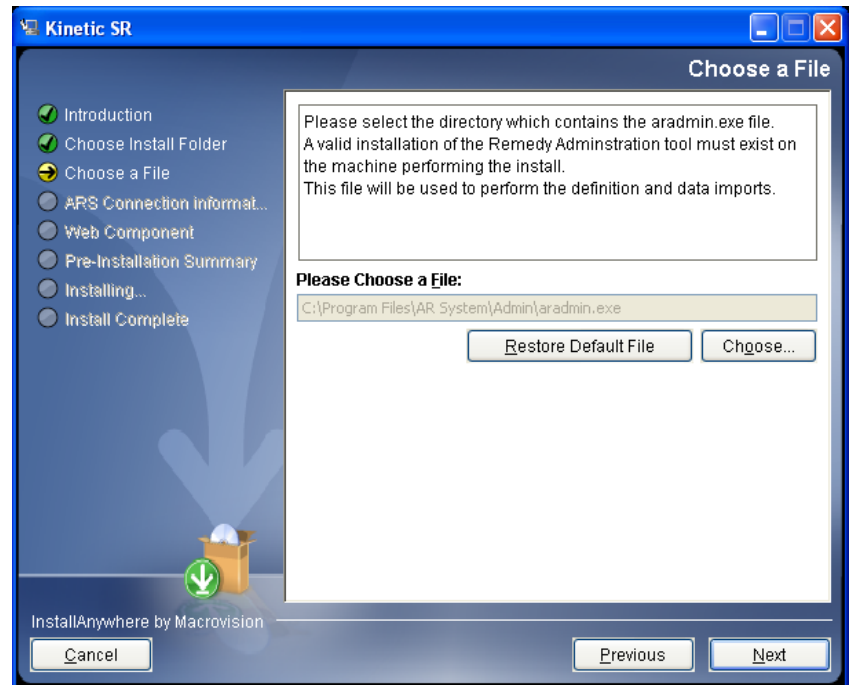 Kinetic SR
Choose a File
Introduction
Choose Install Folder
Choose a File
ARS Connection Informat...
Web Component
Pre-Installation Summary
Installing...
Install Complete
Please select the directory which contains the aradmin.exe file.
A valid installation of the Remedy Adminstration tool must exist on
the machine performing the install.
This file will be used to perform the definition and data imports.
Please Choose a File:
C:\Program Files\AR System\Admin\aradmin.exe
Restore Default File
Choose...
InstallAnywhere by Macrovision
Cancel
Previous
Next